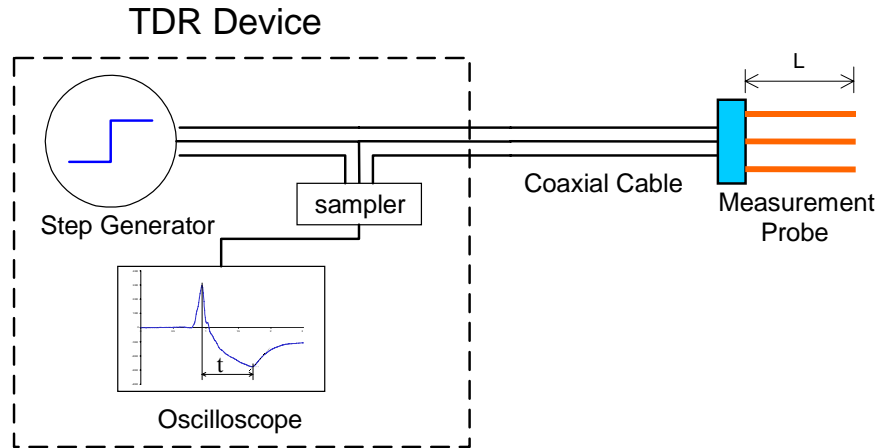 TDR Device
L
Step Generator
sampler
Coaxial Cable
Measurement
Probe
t
Oscilloscope